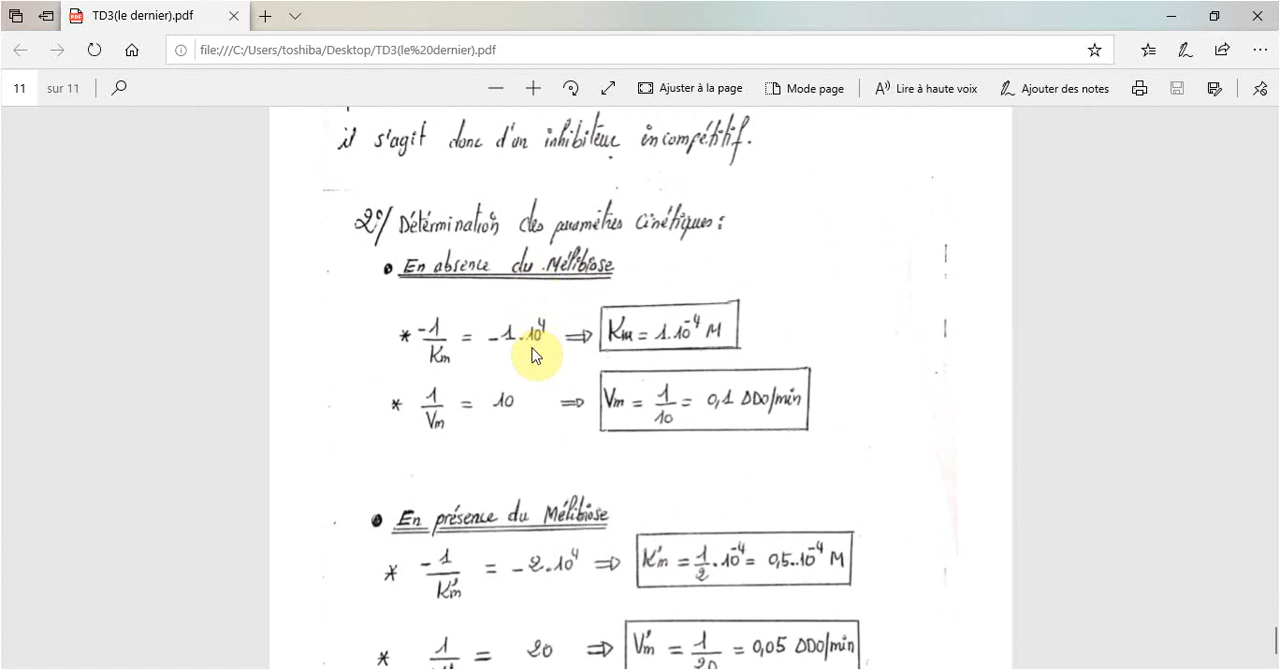 TD3(le dernier).pdf
file:///C:/Users/toshiba/Desktop/TD3(le%20dernier).pdf
11 sur 11 Ajuster à la page Mode page Lire à haute voix Ajouter des notes
il s'agit donc d'un inhibiteur incompétitif.
2°/ Détermination des paramètres cinétiques :
• En absence du Mélibiose
* -1/Km = -1.10⁴ ⇒ Km = 1.10⁻⁴ M
* 1/Vm = 10 ⇒ Vm = 1/10 = 0,1 ΔDO/min
• En présence du Mélibiose
* -1/K'm = -2.10⁴ ⇒ K'm = 1/2 . 10⁻⁴ = 0,5..10⁻⁴ M
* 1/ = 20 ⇒ V'm = 1/20 = 0,05 ΔDO/min